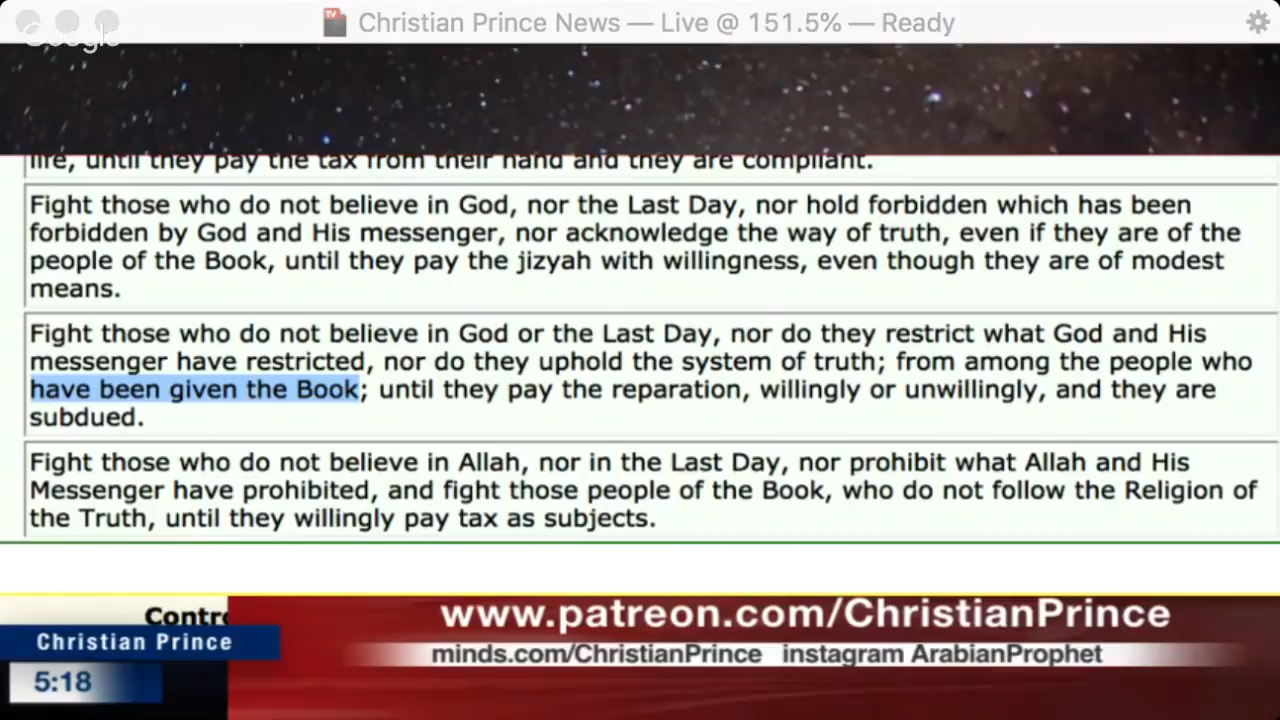 Christian Prince News — Live @ 151.5% — Ready
Google
life, until they pay the tax from their hand and they are compliant.
Fight those who do not believe in God, nor the Last Day, nor hold forbidden which has been
forbidden by God and His messenger, nor acknowledge the way of truth, even if they are of the
people of the Book, until they pay the jizyah with willingness, even though they are of modest
means.
Fight those who do not believe in God or the Last Day, nor do they restrict what God and His
messenger have restricted, nor do they uphold the system of truth; from among the people who
have been given the Book; until they pay the reparation, willingly or unwillingly, and they are
subdued.
Fight those who do not believe in Allah, nor in the Last Day, nor prohibit what Allah and His
Messenger have prohibited, and fight those people of the Book, who do not follow the Religion of
the Truth, until they willingly pay tax as subjects.
Contro
www.patreon.com/ChristianPrince
Christian Prince
minds.com/ChristianPrince instagram ArabianProphet
5:18